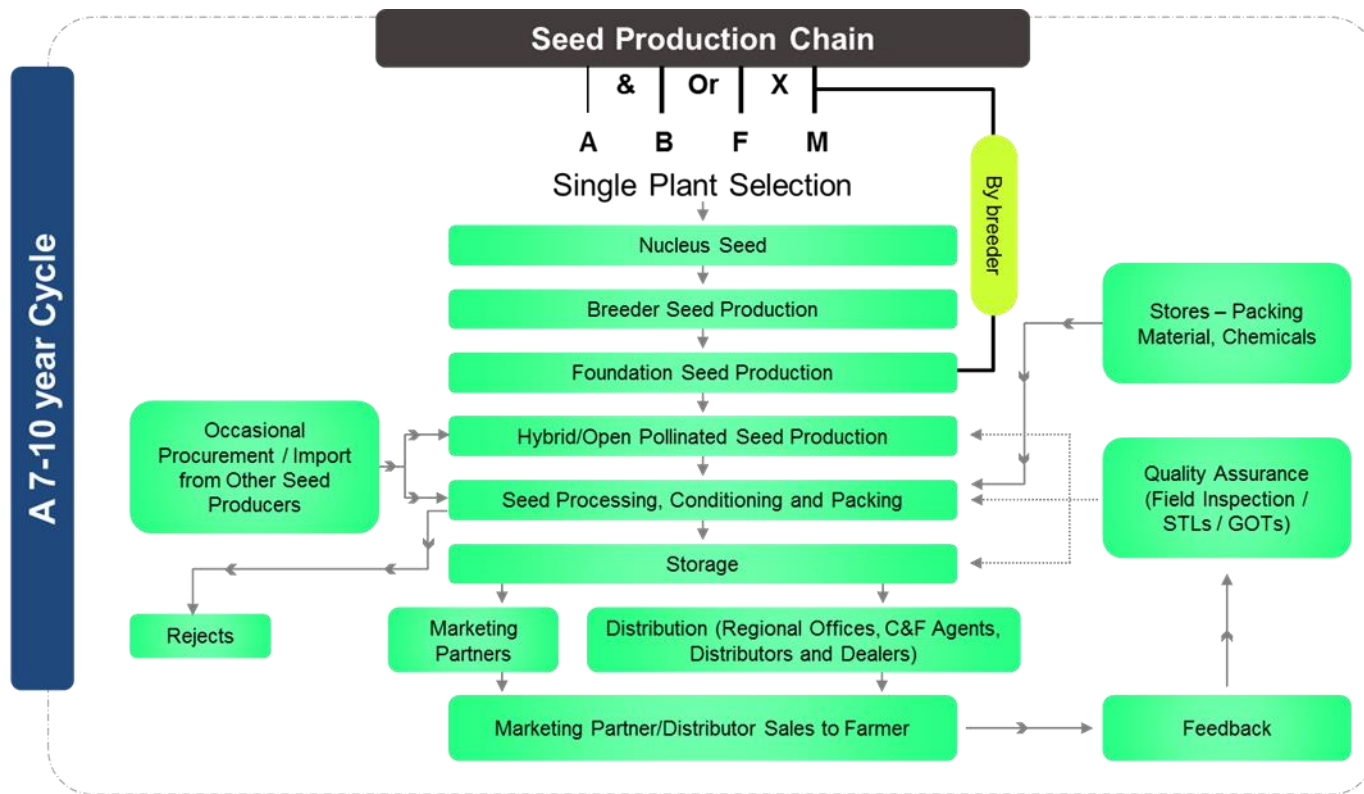 Seed Production Chain
& Or X
A B F M
Single Plant Selection
A 7-10 year Cycle
By breeder
Nucleus Seed
Breeder Seed Production
Foundation Seed Production
Stores – Packing
Material, Chemicals
Occasional
Procurement / Import
from Other Seed
Producers
Hybrid/Open Pollinated Seed Production
Seed Processing, Conditioning and Packing
Quality Assurance
(Field Inspection /
STLs / GOTs)
Storage
Rejects
Marketing
Partners
Distribution (Regional Offices, C&F Agents,
Distributors and Dealers)
Marketing Partner/Distributor Sales to Farmer
Feedback